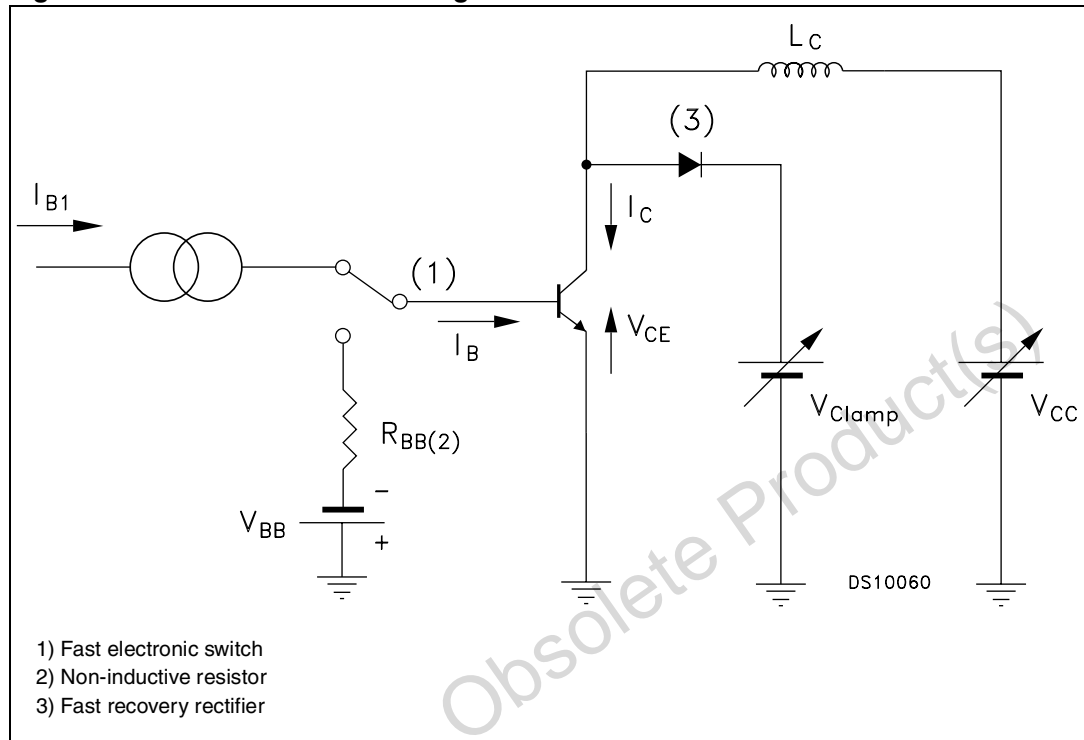 L_C
(3)
I_B1
I_C
(1)
I_B
V_CE
V_Clamp
V_CC
R_BB(2)
-
V_BB
+
DS10060
1) Fast electronic switch
2) Non-inductive resistor
3) Fast recovery rectifier
Obsolete Product(s)